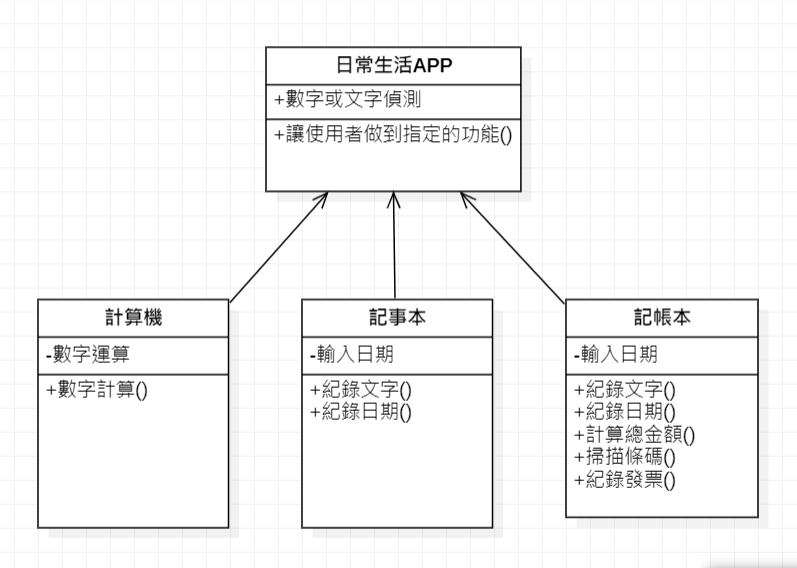 日常生活APP
+數字或文字偵測
+讓使用者做到指定的功能()
計算機
-數字運算
+數字計算()
記事本
-輸入日期
+紀錄文字()
+紀錄日期()
記帳本
-輸入日期
+紀錄文字()
+紀錄日期()
+計算總金額()
+掃描條碼()
+紀錄發票()